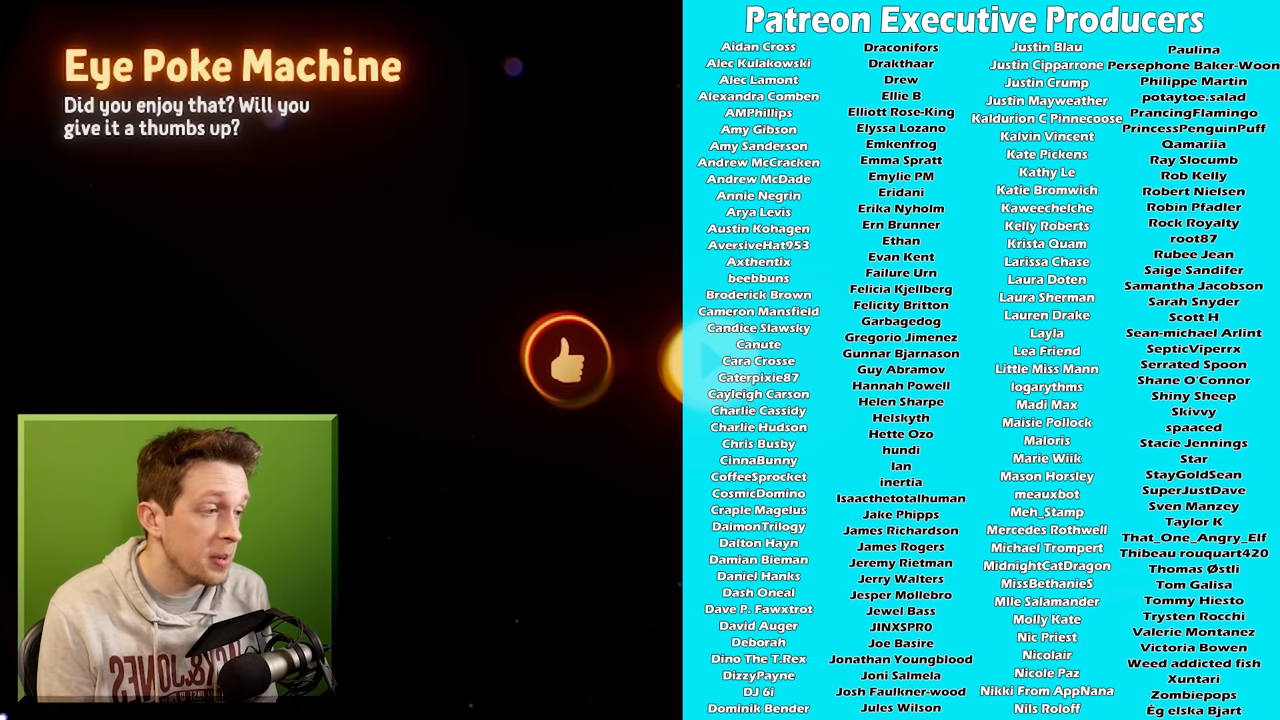 Eye Poke Machine
Did you enjoy that? Will you
give it a thumbs up?
JACK&JONES
Patreon Executive Producers
Aidan Cross
Alec Kulakowski
Alec Lamont
Alexandra Comben
AMPhillips
Amy Gibson
Amy Sanderson
Andrew McCracken
Andrew McDade
Annie Negrin
Arya Levis
Austin Kohagen
AversiveHat953
Axthentix
beebbuns
Broderick Brown
Cameron Mansfield
Candice Slawsky
Canute
Cara Crosse
Caterpixie87
Cayleigh Carson
Charlie Cassidy
Charlie Hudson
Chris Busby
CinnaBunny
CoffeeSprocket
CosmicDomino
Craple Magelus
DaimonTrilogy
Dalton Hayn
Damian Bieman
Daniel Hanks
Dash Oneal
Dave P. Fawxtrot
David Auger
Deborah
Dino The T.Rex
DizzyPayne
DJ 6i
Dominik Bender
Draconifors
Drakthaar
Drew
Ellie B
Elliott Rose-King
Elyssa Lozano
Emkenfrog
Emma Spratt
Emylie PM
Eridani
Erika Nyholm
Ern Brunner
Ethan
Evan Kent
Failure Urn
Felicia Kjellberg
Felicity Britton
Garbagedog
Gregorio Jimenez
Gunnar Bjarnason
Guy Abramov
Hannah Powell
Helen Sharpe
Helskyth
Hette Ozo
hundi
Ian
inertia
Isaacthetotalhuman
Jake Phipps
James Richardson
James Rogers
Jeremy Rietman
Jerry Walters
Jesper Møllebro
Jewel Bass
JINXSPR0
Joe Basire
Jonathan Youngblood
Joni Salmela
Josh Faulkner-wood
Jules Wilson
Justin Blau
Justin Cipparrone
Justin Crump
Justin Mayweather
Kaldurion C Pinnecoose
Kalvin Vincent
Kate Pickens
Kathy Le
Katie Bromwich
Kaweechelche
Kelly Roberts
Krista Quam
Larissa Chase
Laura Doten
Laura Sherman
Lauren Drake
Layla
Lea Friend
Little Miss Mann
logarythms
Madi Max
Maisie Pollock
Maloris
Marie Wiik
Mason Horsley
meauxbot
Meh_Stamp
Mercedes Rothwell
Michael Trompert
MidnightCatDragon
MissBethanieS
Mlle Salamander
Molly Kate
Nic Priest
Nicolair
Nicole Paz
Nikki From AppNana
Nils Roloff
Paulina
Persephone Baker-Woon
Philippe Martin
potaytoe.salad
PrancingFlamingo
PrincessPenguinPuff
Qamariia
Ray Slocumb
Rob Kelly
Robert Nielsen
Robin Pfadler
Rock Royalty
root87
Rubee Jean
Saige Sandifer
Samantha Jacobson
Sarah Snyder
Scott H
Sean-michael Arlint
SepticViperrx
Serrated Spoon
Shane O'Connor
Shiny Sheep
Skivvy
spaaced
Stacie Jennings
Star
StayGoldSean
SuperJustDave
Sven Manzey
Taylor K
That_One_Angry_Elf
Thibeau rouquart420
Thomas Østli
Tom Galisa
Tommy Hiesto
Trysten Rocchi
Valerie Montanez
Victoria Bowen
Weed addicted fish
Xuntari
Zombiepops
Ég elska Bjart